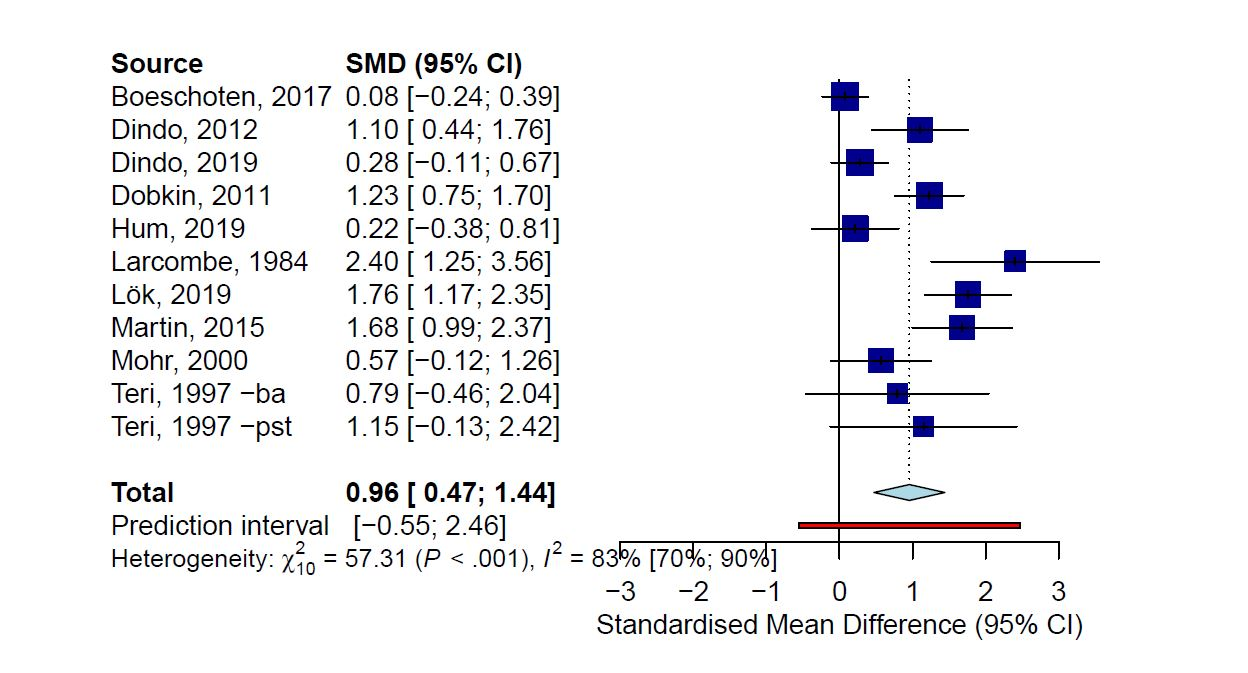 Source SMD (95% CI)
Boeschoten, 2017 0.08 [−0.24; 0.39]
Dindo, 2012 1.10 [ 0.44; 1.76]
Dindo, 2019 0.28 [−0.11; 0.67]
Dobkin, 2011 1.23 [ 0.75; 1.70]
Hum, 2019 0.22 [−0.38; 0.81]
Larcombe, 1984 2.40 [ 1.25; 3.56]
Lök, 2019 1.76 [ 1.17; 2.35]
Martin, 2015 1.68 [ 0.99; 2.37]
Mohr, 2000 0.57 [−0.12; 1.26]
Teri, 1997 −ba 0.79 [−0.46; 2.04]
Teri, 1997 −pst 1.15 [−0.13; 2.42]
Total 0.96 [ 0.47; 1.44]
Prediction interval [−0.55; 2.46]
Heterogeneity: χ²₁₀ = 57.31 (P < .001), I² = 83% [70%; 90%]
−3 −2 −1 0 1 2 3
Standardised Mean Difference (95% CI)